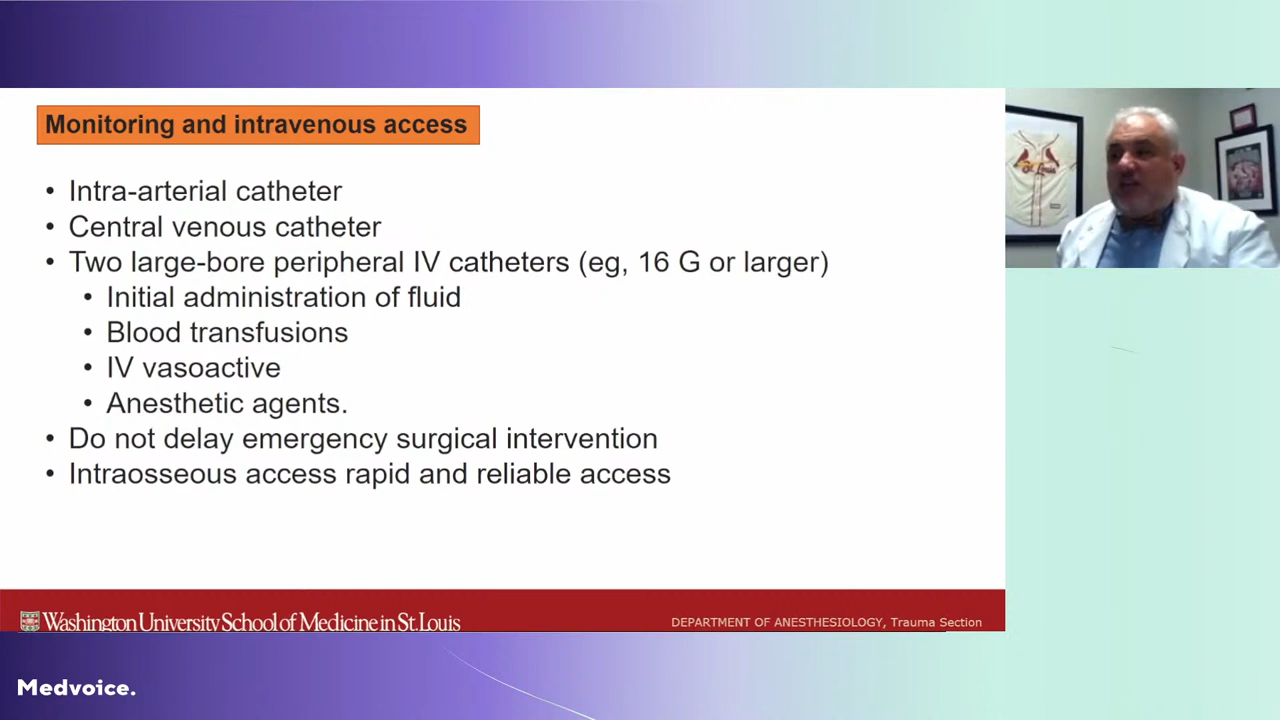 Monitoring and intravenous access
• Intra-arterial catheter
• Central venous catheter
• Two large-bore peripheral IV catheters (eg, 16 G or larger)
• Initial administration of fluid
• Blood transfusions
• IV vasoactive
• Anesthetic agents.
• Do not delay emergency surgical intervention
• Intraosseous access rapid and reliable access
St. Louis
Washington University School of Medicine in St. Louis
DEPARTMENT OF ANESTHESIOLOGY, Trauma Section
Medvoice.